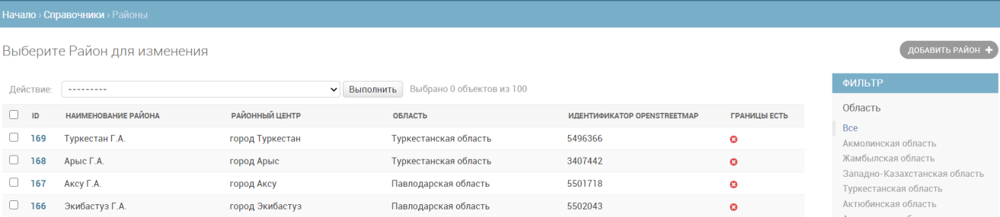 Начало › Справочники › Районы
Выберите Район для изменения
ДОБАВИТЬ РАЙОН +
Действие: --------- Выполнить Выбрано 0 объектов из 100
ID НАИМЕНОВАНИЕ РАЙОНА РАЙОННЫЙ ЦЕНТР ОБЛАСТЬ ИДЕНТИФИКАТОР OPENSTREETMAP ГРАНИЦЫ ЕСТЬ
169 Туркестан Г.А. город Туркестан Туркестанская область 5496366
168 Арыс Г.А. город Арыс Туркестанская область 3407442
167 Аксу Г.А. город Аксу Павлодарская область 5501718
166 Экибастуз Г.А. город Экибастуз Павлодарская область 5502043
ФИЛЬТР
Область
Все
Акмолинская область
Жамбылская область
Западно-Казахстанская область
Туркестанская область
Актюбинская область